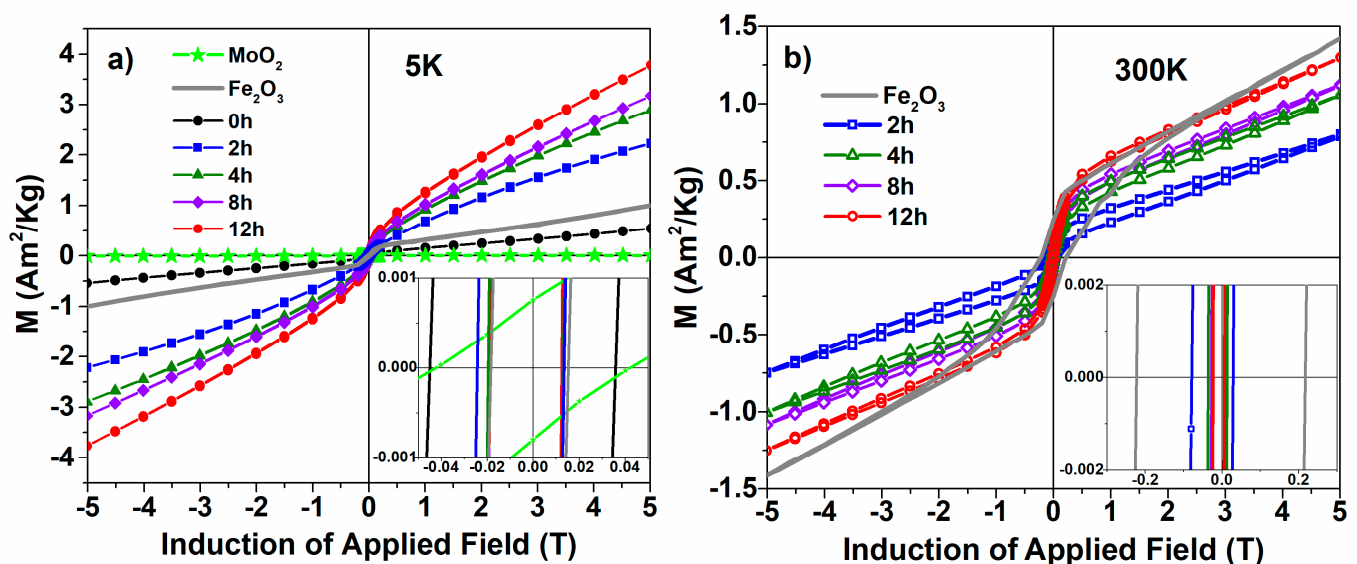 a)
5K
MoO2
Fe2O3
0h
2h
4h
8h
12h
4
3
2
1
0
-1
-2
-3
-4
M (Am²/Kg)
0.001
0.000
-0.001
-0.04 -0.02 0.00 0.02 0.04
-5 -4 -3 -2 -1 0 1 2 3 4 5
Induction of Applied Field (T)
b)
300K
Fe2O3
2h
4h
8h
12h
1.5
1.0
0.5
0.0
-0.5
-1.0
-1.5
M (Am²/Kg)
0.002
0.000
-0.002
-0.2 0.0 0.2
-5 -4 -3 -2 -1 0 1 2 3 4 5
Induction of Applied Field (T)